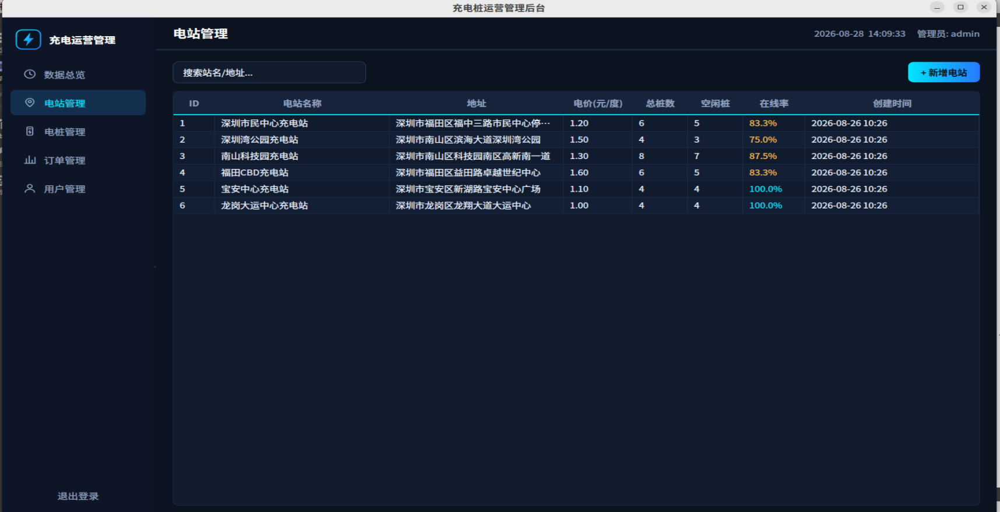 充电桩运营管理后台
充电运营管理
电站管理
2026-08-28 14:09:33 管理员: admin
数据总览
电站管理
电桩管理
订单管理
用户管理
退出登录
搜索站名/地址...
+ 新增电站
ID 电站名称 地址 电价(元/度) 总桩数 空闲桩 在线率 创建时间
1 深圳市民中心充电站 深圳市福田区福中三路市民中心停… 1.20 6 5 83.3% 2026-08-26 10:26
2 深圳湾公园充电站 深圳市南山区滨海大道深圳湾公园 1.50 4 3 75.0% 2026-08-26 10:26
3 南山科技园充电站 深圳市南山区科技园南区高新南一道 1.30 8 7 87.5% 2026-08-26 10:26
4 福田CBD充电站 深圳市福田区益田路卓越世纪中心 1.60 6 5 83.3% 2026-08-26 10:26
5 宝安中心充电站 深圳市宝安区新湖路宝安中心广场 1.10 4 4 100.0% 2026-08-26 10:26
6 龙岗大运中心充电站 深圳市龙岗区龙翔大道大运中心 1.00 4 4 100.0% 2026-08-26 10:26